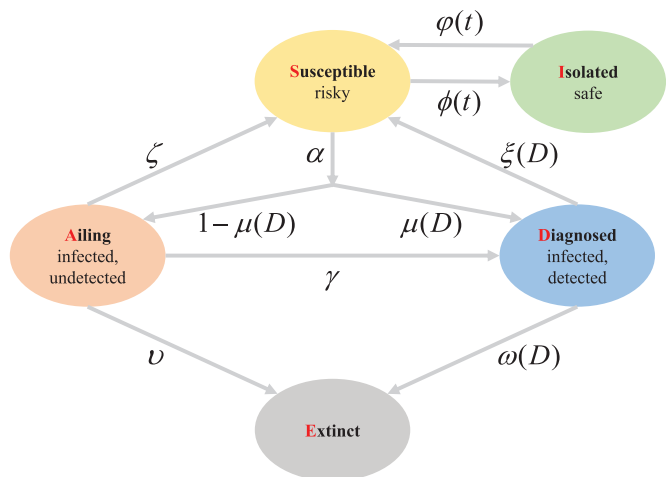 φ(t)
Susceptible
risky
Isolated
safe
ϕ(t)
ζ
α
ξ(D)
1−μ(D)
μ(D)
Ailing
infected,
undetected
Diagnosed
infected,
detected
γ
υ
ω(D)
Extinct